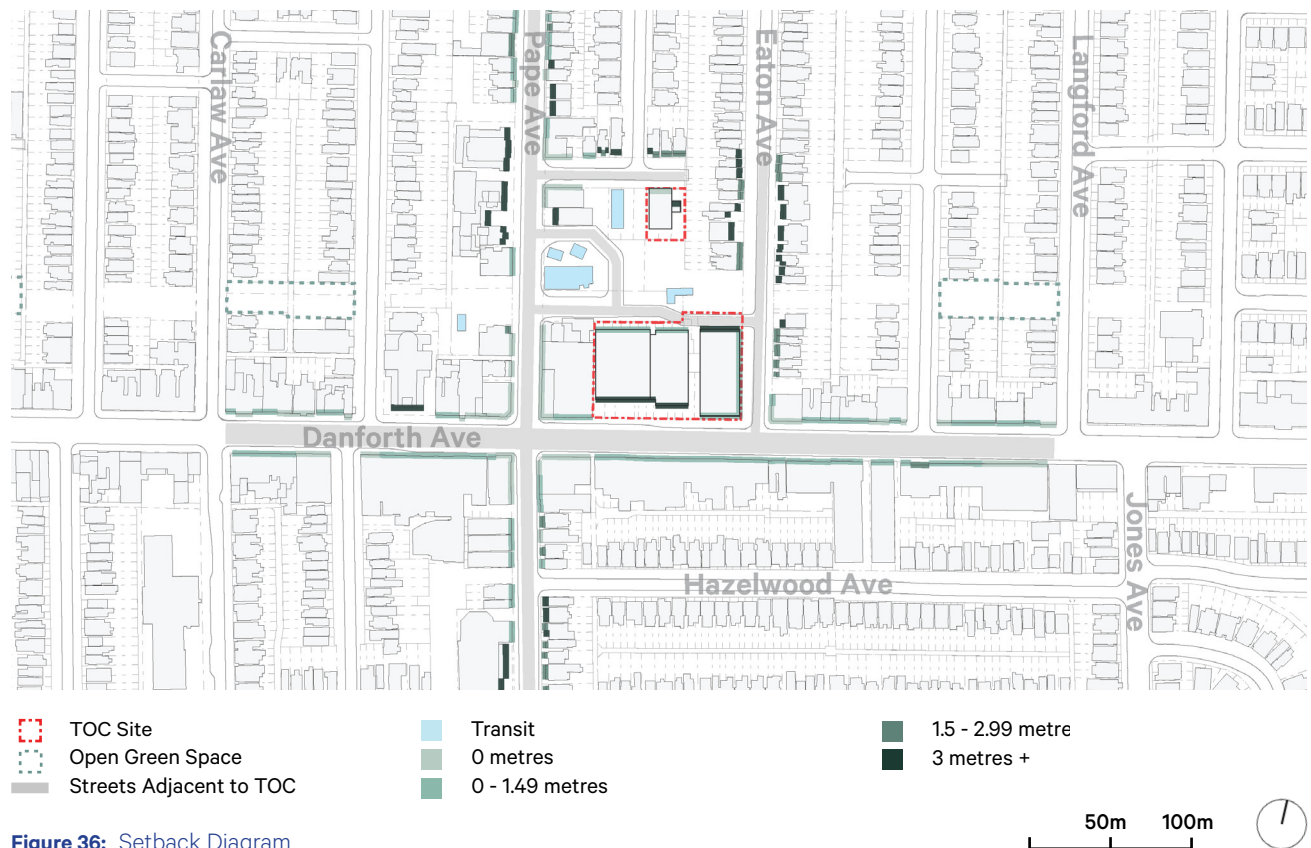 Carlaw Ave
Pape Ave
Eaton Ave
Langford Ave
Danforth Ave
Hazelwood Ave
Jones Ave
TOC Site
Open Green Space
Streets Adjacent to TOC
Transit
0 metres
0 - 1.49 metres
1.5 - 2.99 metre
3 metres +
50m 100m
Figure 36: Setback Diagram